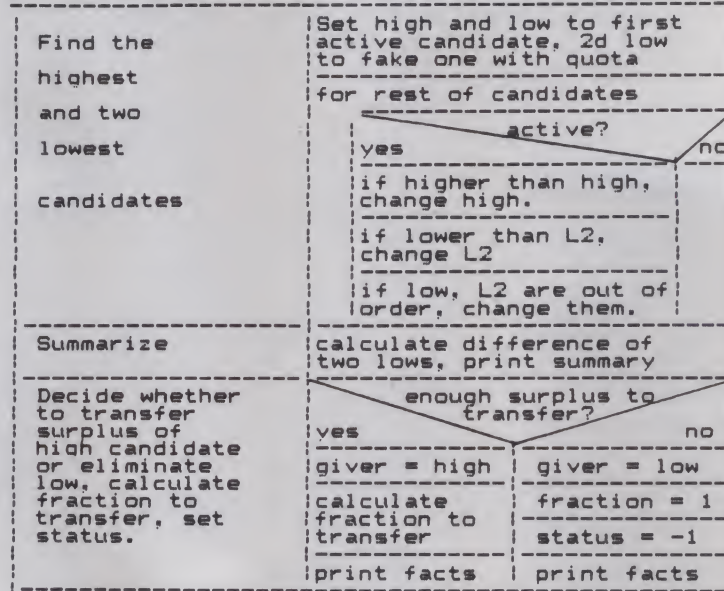 Find the
highest
and two
lowest
candidates
Set high and low to first
active candidate, 2d low
to fake one with quota
for rest of candidates
active?
yes
no
if higher than high,
change high.
if lower than L2,
change L2
if low, L2 are out of
order, change them.
Summarize
calculate difference of
two lows, print summary
Decide whether
to transfer
surplus of
high candidate
or eliminate
low, calculate
fraction to
transfer, set
status.
enough surplus to
transfer?
yes
no
giver = high
calculate
fraction to
transfer
print facts
giver = low
fraction = 1
status = -1
print facts